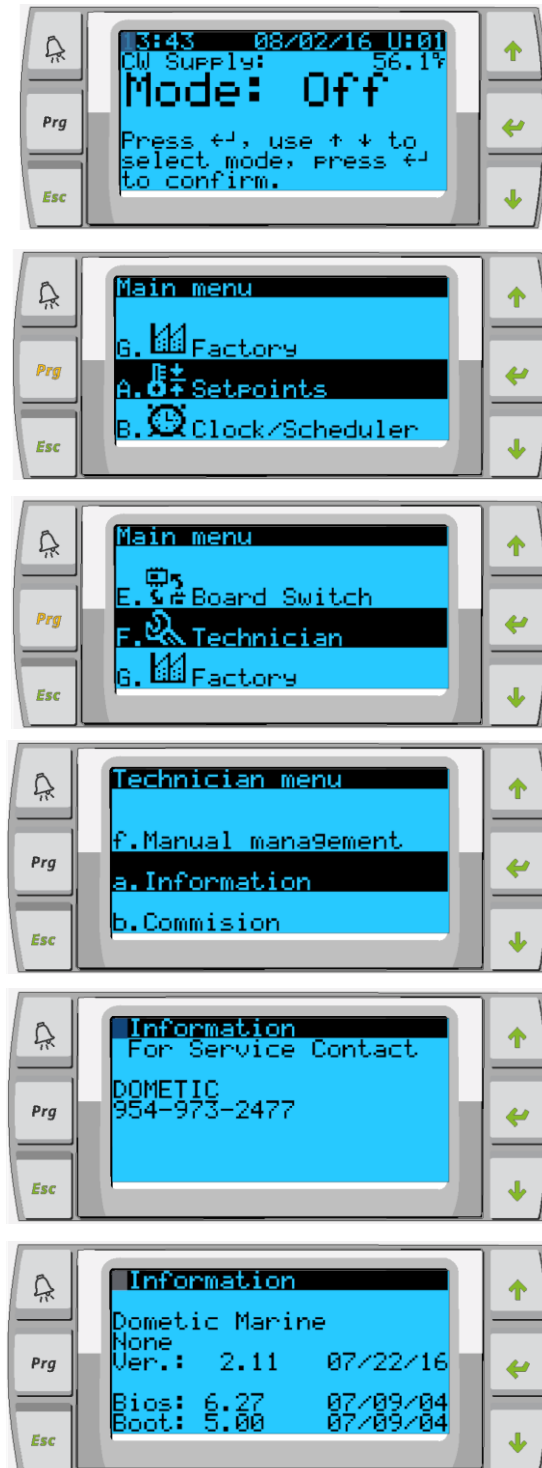 13:43 08/02/16 U:01
CW Supply: 56.1°F
Mode: Off
Press ↵, use ↑ ↓ to
select mode, press ↵
to confirm.
Prg
Esc
Main menu
G. Factory
A. Setpoints
B. Clock/Scheduler
Prg
Esc
Main menu
E. Board Switch
F. Technician
G. Factory
Prg
Esc
Technician menu
f.Manual management
a.Information
b.Commision
Prg
Esc
Information
For Service Contact
DOMETIC
954-973-2477
Prg
Esc
Information
Dometic Marine
None
Ver.: 2.11 07/22/16
Bios: 6.27 07/09/04
Boot: 5.00 07/09/04
Prg
Esc